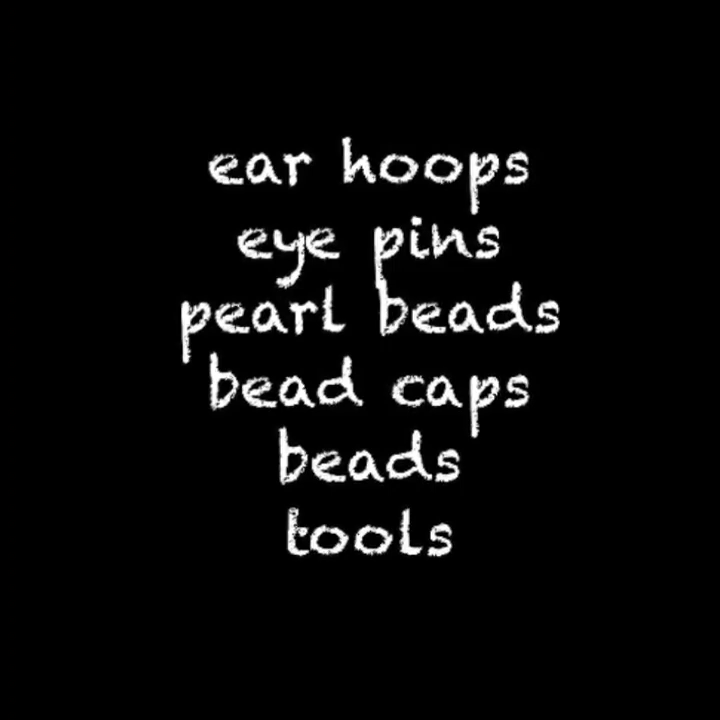 ear hoops
eye pins
pearl beads
bead caps
beads
tools